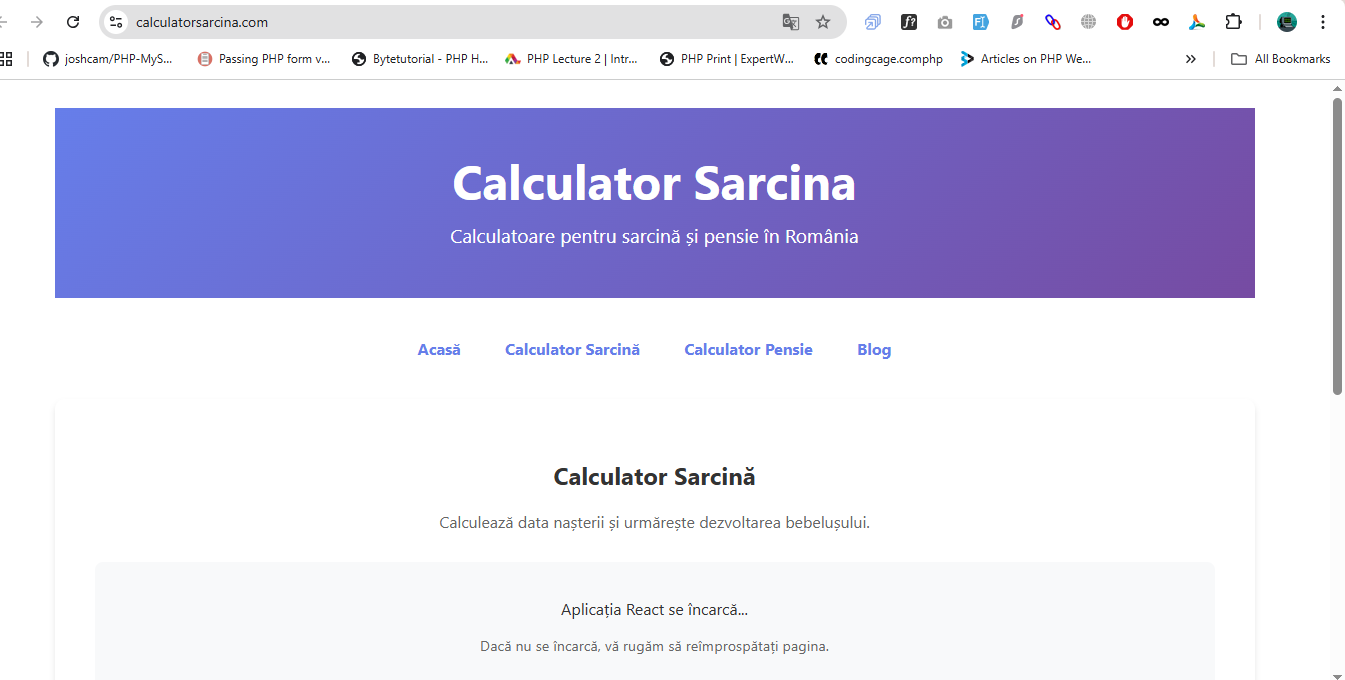 calculatorsarcina.com
joshcam/PHP-MyS...
Passing PHP form v...
Bytetutorial - PHP H...
PHP Lecture 2 | Intr...
PHP Print | ExpertW...
codingcage.comphp
Articles on PHP We...
»
All Bookmarks
Calculator Sarcina
Calculatoare pentru sarcină și pensie în România
Acasă
Calculator Sarcină
Calculator Pensie
Blog
Calculator Sarcină
Calculează data nașterii și urmărește dezvoltarea bebelușului.
Aplicația React se încarcă...
Dacă nu se încarcă, vă rugăm să reîmprospătați pagina.